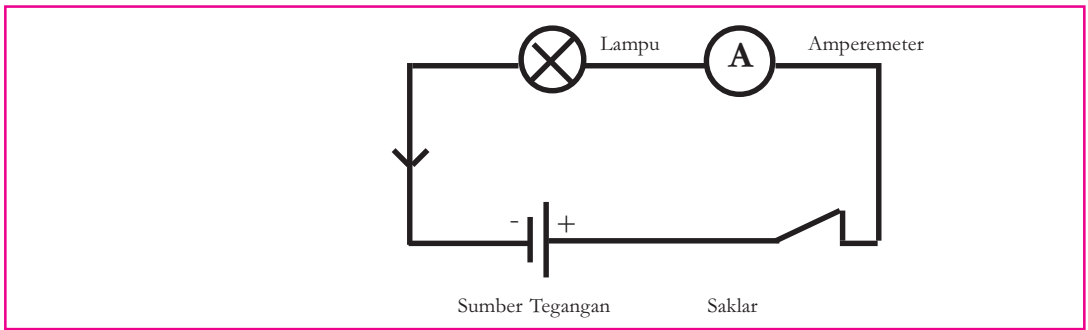 Lampu
A
Amperemeter
- +
Sumber Tegangan
Saklar